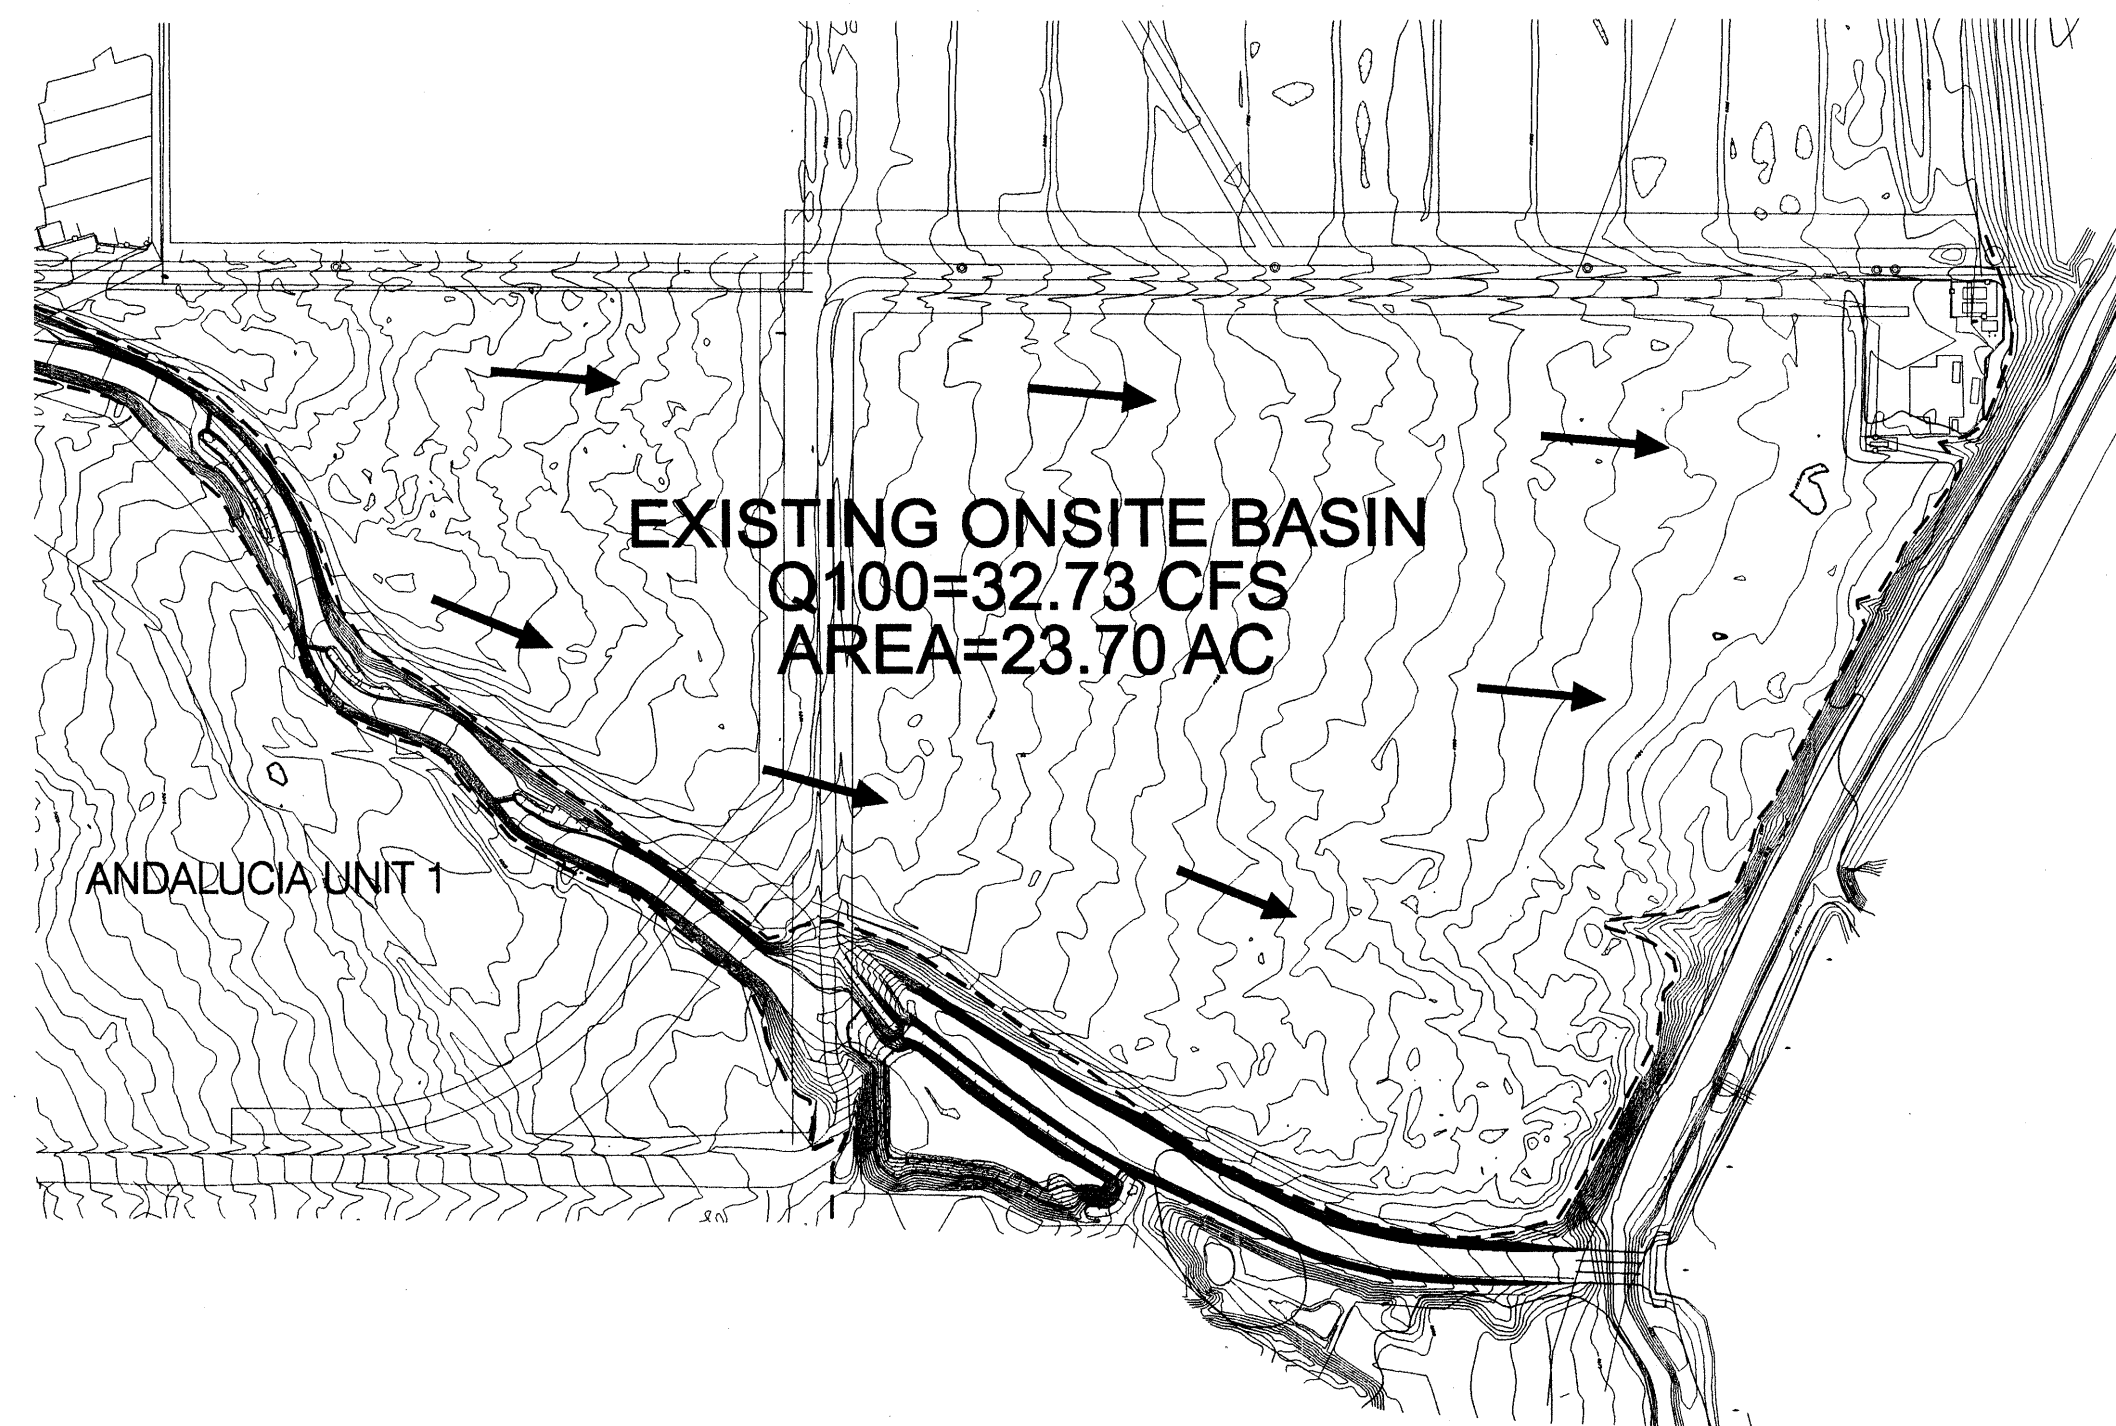 EXISTING ONSITE BASIN
Q100=32.73 CFS
AREA=23.70 AC
ANDALUCIA UNIT 1